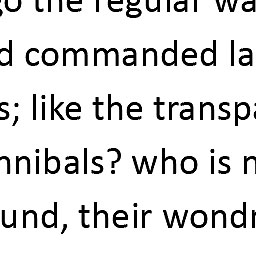 go the regular wa
d commanded la
s; like the transpa
nnibals? who is n
und, their wondr